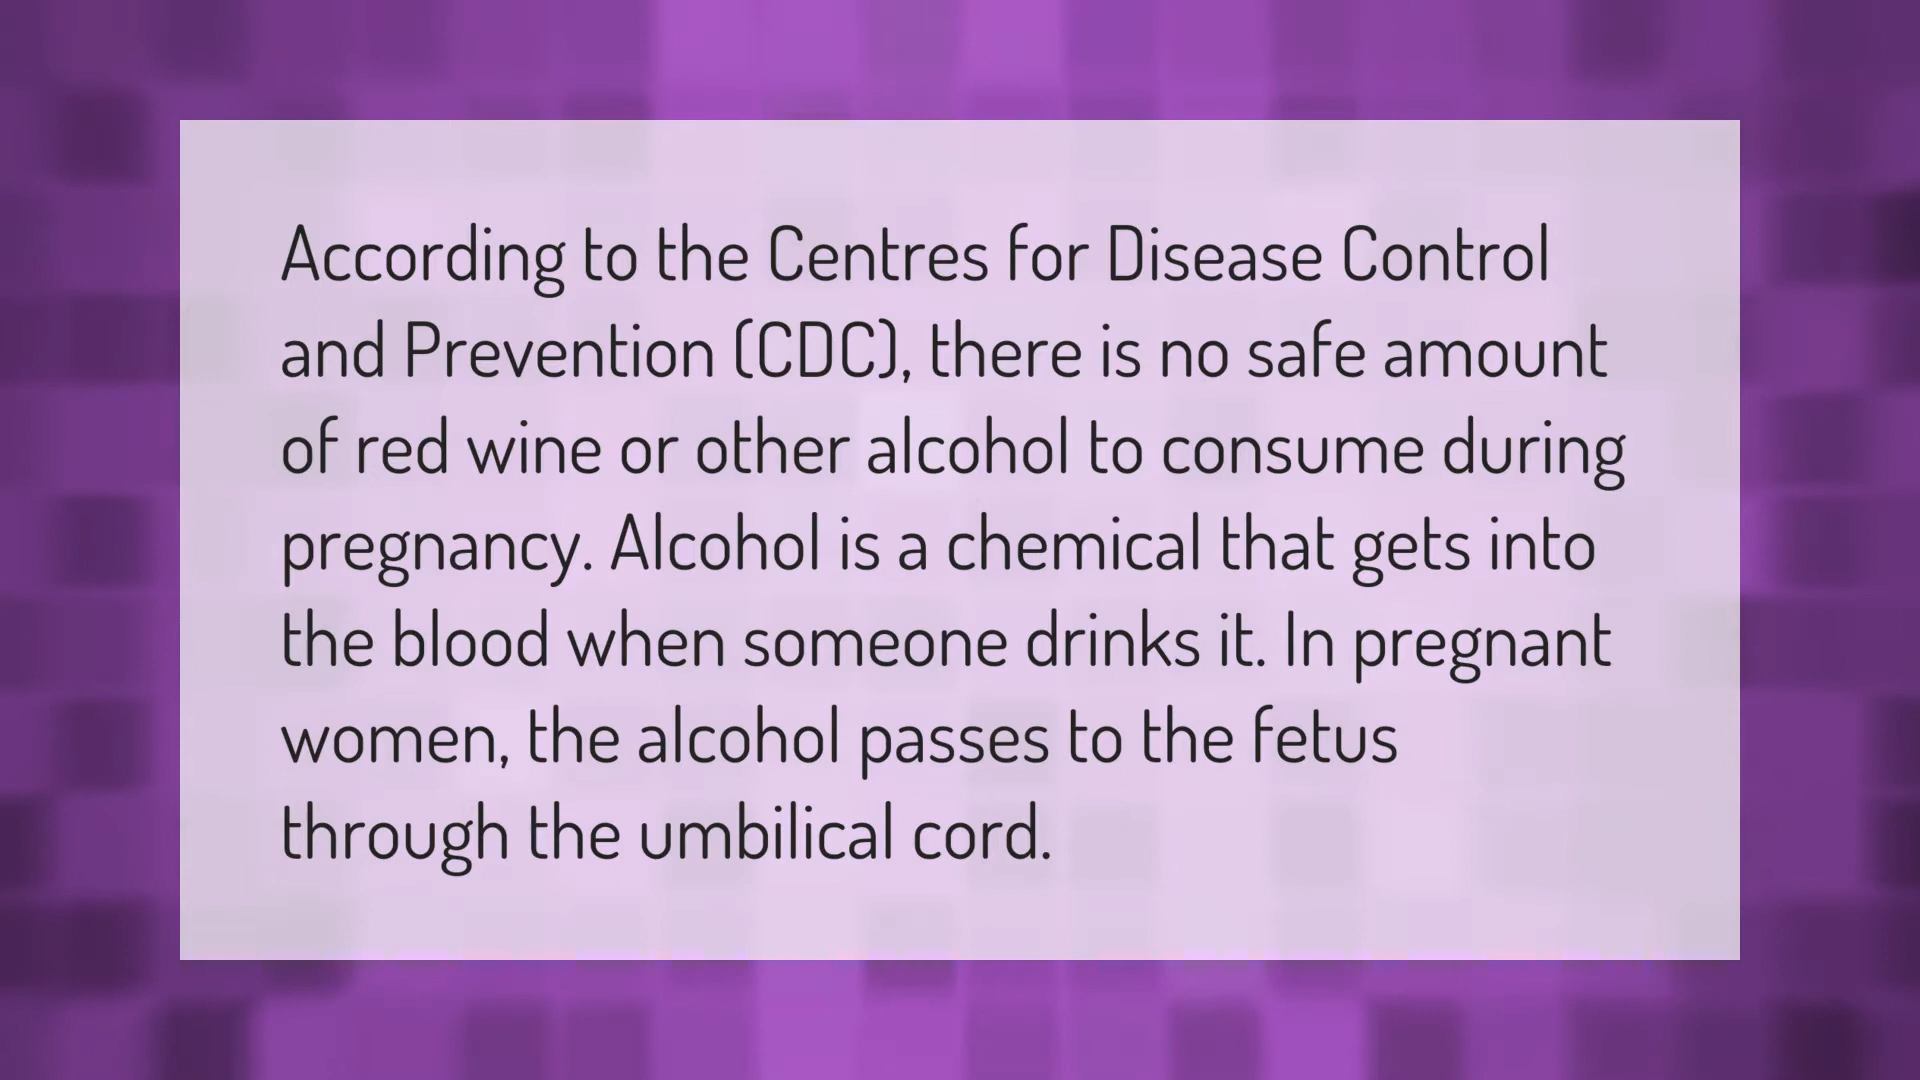 According to the Centres for Disease Control
and Prevention (CDC), there is no safe amount
of red wine or other alcohol to consume during
pregnancy. Alcohol is a chemical that gets into
the blood when someone drinks it. In pregnant
women, the alcohol passes to the fetus
through the umbilical cord.